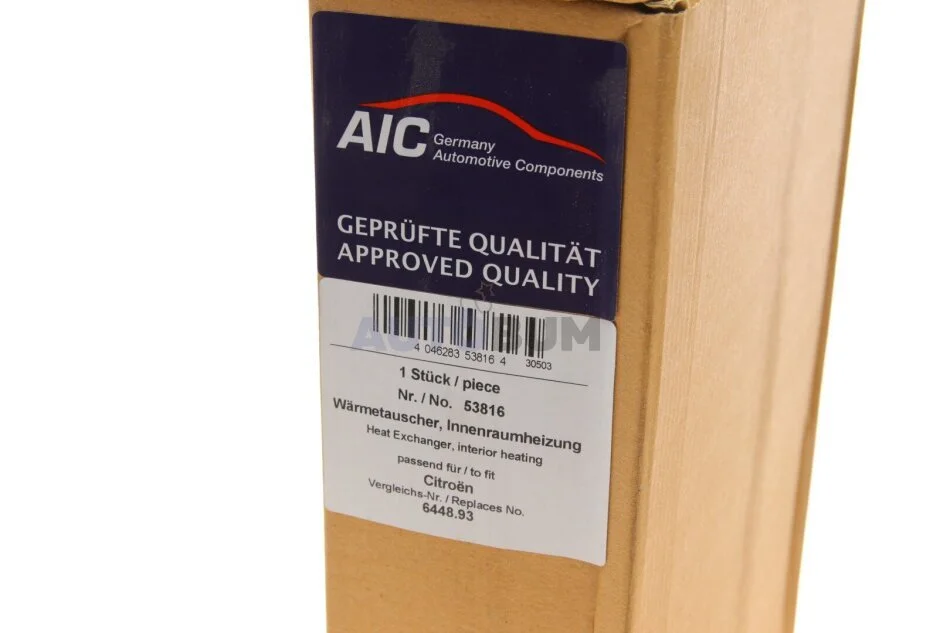 AIC Germany
Automotive Components
GEPRÜFTE QUALITÄT
APPROVED QUALITY
AUTOBUM
4 046283 53816 4 30503
1 Stück / piece
Nr. / No. 53816
Wärmetauscher, Innenraumheizung
Heat Exchanger, interior heating
passend für / to fit
Citroën
Vergleichs-Nr. / Replaces No.
6448.93